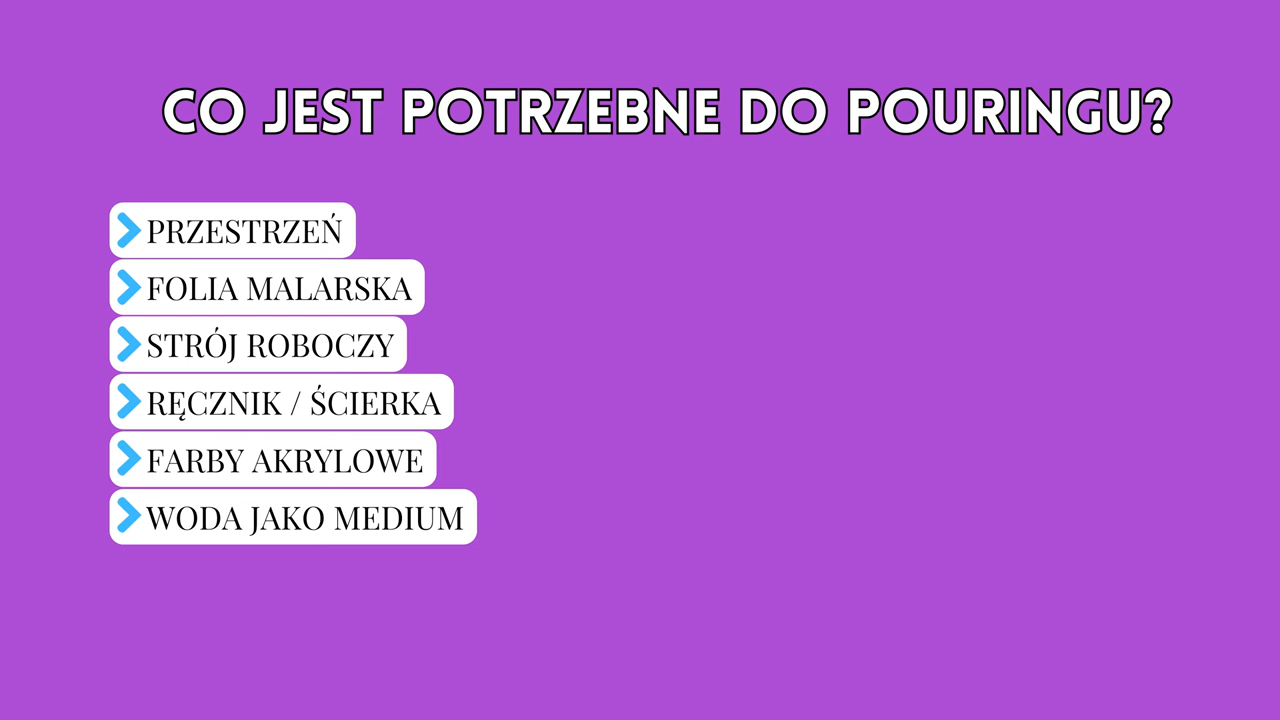 CO JEST POTRZEBNE DO POURINGU?
PRZESTRZEŃ
FOLIA MALARSKA
STRÓJ ROBOCZY
RĘCZNIK / ŚCIERKA
FARBY AKRYLOWE
WODA JAKO MEDIUM